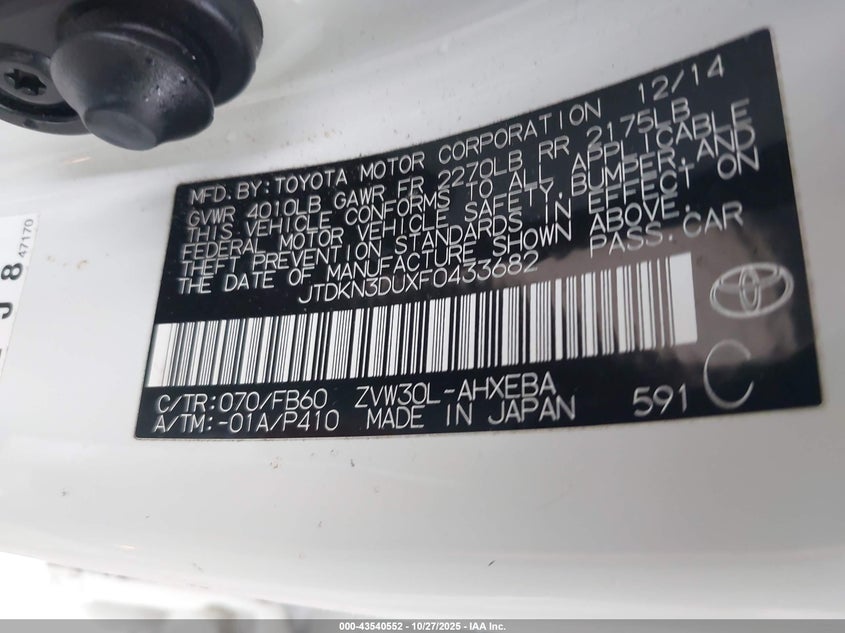 MFD. BY: TOYOTA MOTOR CORPORATION 12/14
GVWR 4010LB GAWR FR 2270LB RR 2175LB
THIS VEHICLE CONFORMS TO ALL APPLICABLE
FEDERAL MOTOR VEHICLE SAFETY, BUMPER, AND
THEFT PREVENTION STANDARDS IN EFFECT ON
THE DATE OF MANUFACTURE SHOWN ABOVE.
JTDKN3DUXF0433682 PASS. CAR
C/TR: 070/FB60 ZVW30L-AHXEBA
A/TM: -01A/P410 MADE IN JAPAN 591 C
J 8 47170
000-43540552 | 10/27/2025 - IAA Inc.